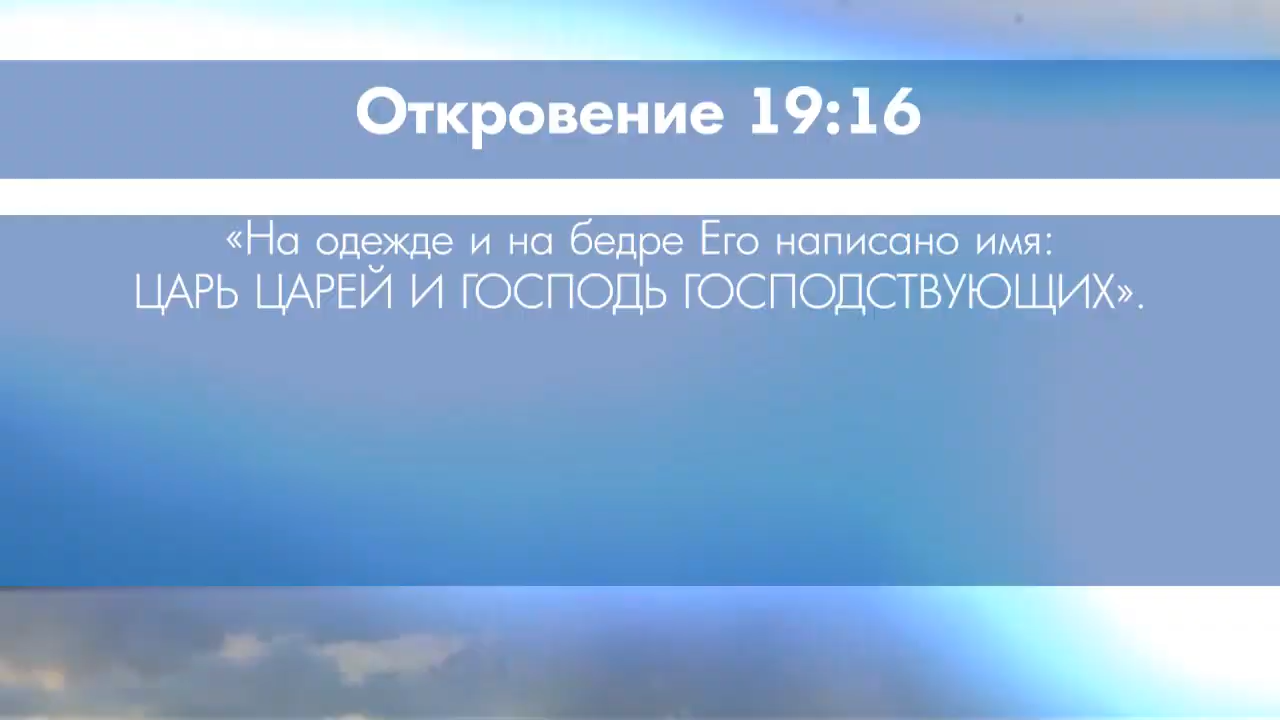 Откровение 19:16
«На одежде и на бедре Его написано имя:
ЦАРЬ ЦАРЕЙ И ГОСПОДЬ ГОСПОДСТВУЮЩИХ».